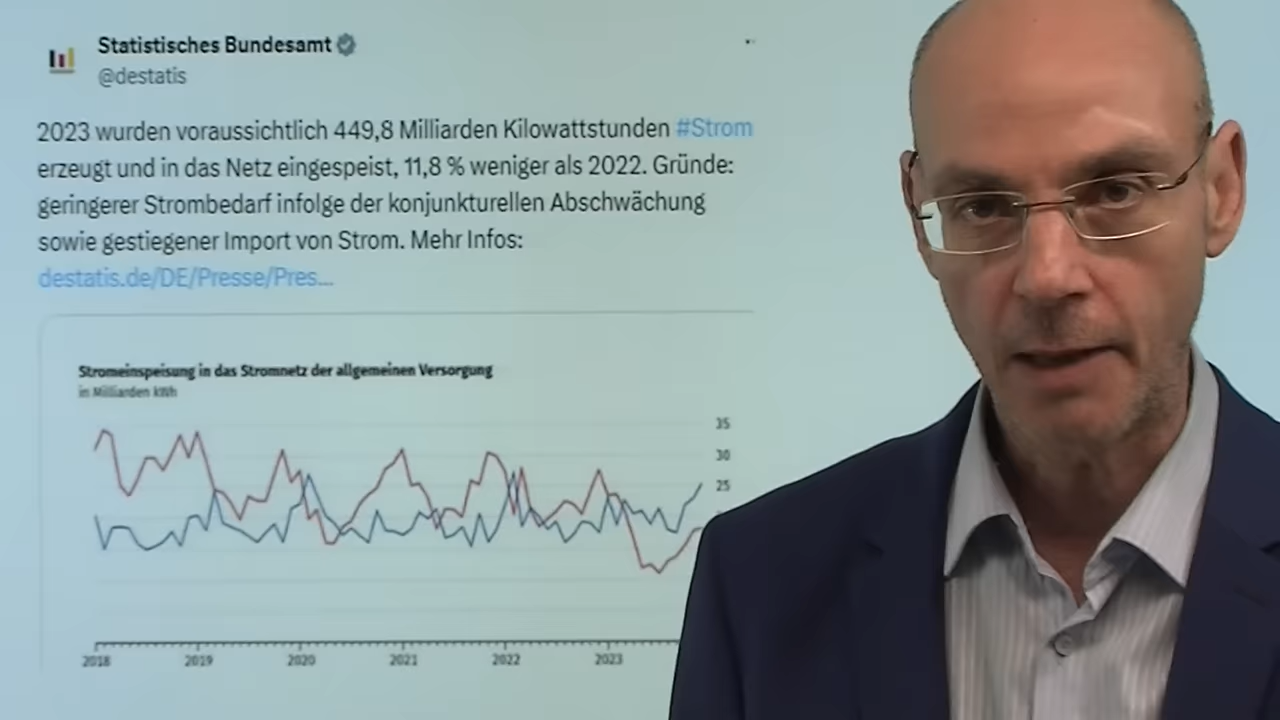 Statistisches Bundesamt
@destatis
2023 wurden voraussichtlich 449,8 Milliarden Kilowattstunden #Strom
erzeugt und in das Netz eingespeist, 11,8 % weniger als 2022. Gründe:
geringerer Strombedarf infolge der konjunkturellen Abschwächung
sowie gestiegener Import von Strom. Mehr Infos:
destatis.de/DE/Presse/Pres...
Stromeinspeisung in das Stromnetz der allgemeinen Versorgung
in Milliarden kWh
35
30
25
2018 2019 2020 2021 2022 2023